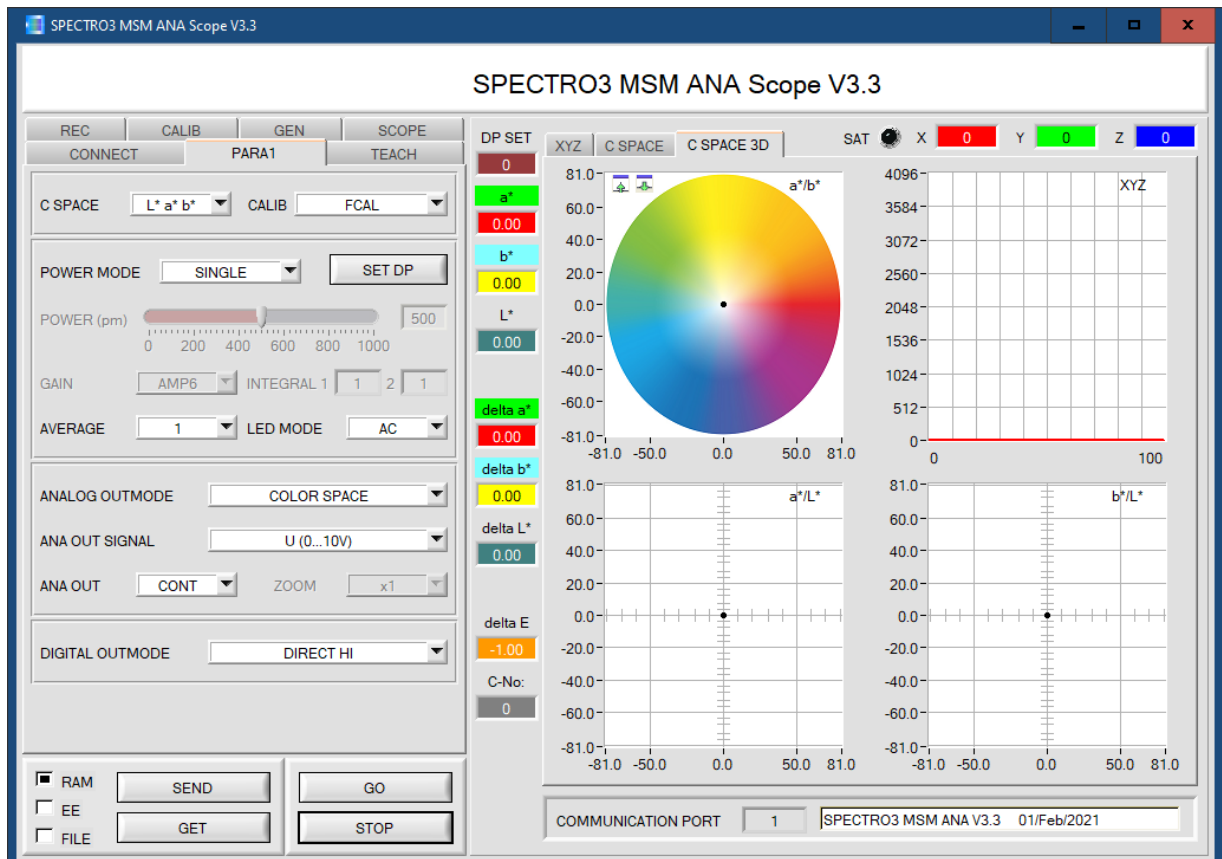 SPECTRO3 MSM ANA Scope V3.3
SPECTRO3 MSM ANA Scope V3.3
REC CALIB GEN SCOPE
CONNECT PARA1 TEACH
C SPACE L* a* b* CALIB FCAL
POWER MODE SINGLE SET DP
POWER (pm) 500
0 200 400 600 800 1000
GAIN AMP6 INTEGRAL 1 1 2 1
AVERAGE 1 LED MODE AC
ANALOG OUTMODE COLOR SPACE
ANA OUT SIGNAL U (0...10V)
ANA OUT CONT ZOOM x1
DIGITAL OUTMODE DIRECT HI
RAM
EE
FILE
SEND
GET
GO
STOP
DP SET
0
a*
0.00
b*
0.00
L*
0.00
delta a*
0.00
delta b*
0.00
delta L*
0.00
delta E
-1.00
C-No:
0
XYZ C SPACE C SPACE 3D
SAT X 0 Y 0 Z 0
a*/b*
81.0
60.0
40.0
20.0
0.0
-20.0
-40.0
-60.0
-81.0
-81.0 -50.0 0.0 50.0 81.0
XYZ
4096
3584
3072
2560
2048
1536
1024
512
0
0 100
a*/L*
81.0
60.0
40.0
20.0
0.0
-20.0
-40.0
-60.0
-81.0
-81.0 -50.0 0.0 50.0 81.0
b*/L*
81.0
60.0
40.0
20.0
0.0
-20.0
-40.0
-60.0
-81.0
-81.0 -50.0 0.0 50.0 81.0
COMMUNICATION PORT 1 SPECTRO3 MSM ANA V3.3 01/Feb/2021